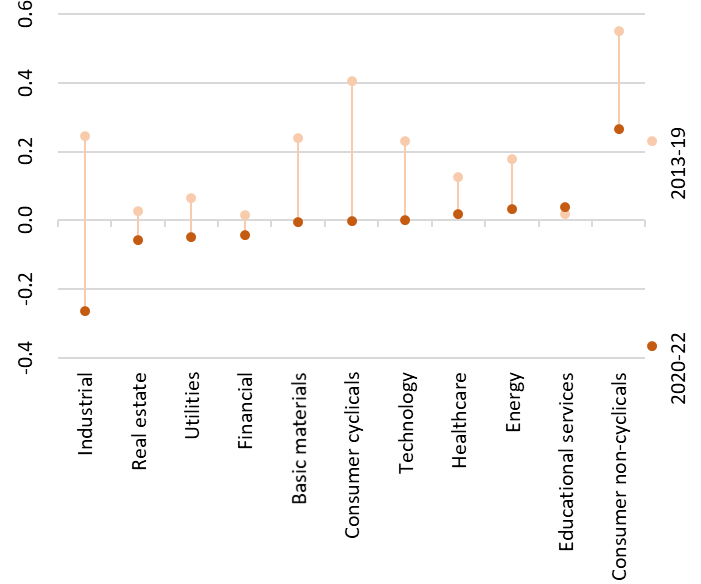 0.6
0.4
0.2
0.0
-0.2
-0.4
Industrial
Real estate
Utilities
Financial
Basic materials
Consumer cyclicals
Technology
Healthcare
Energy
Educational services
Consumer non-cyclicals
2013-19
2020-22